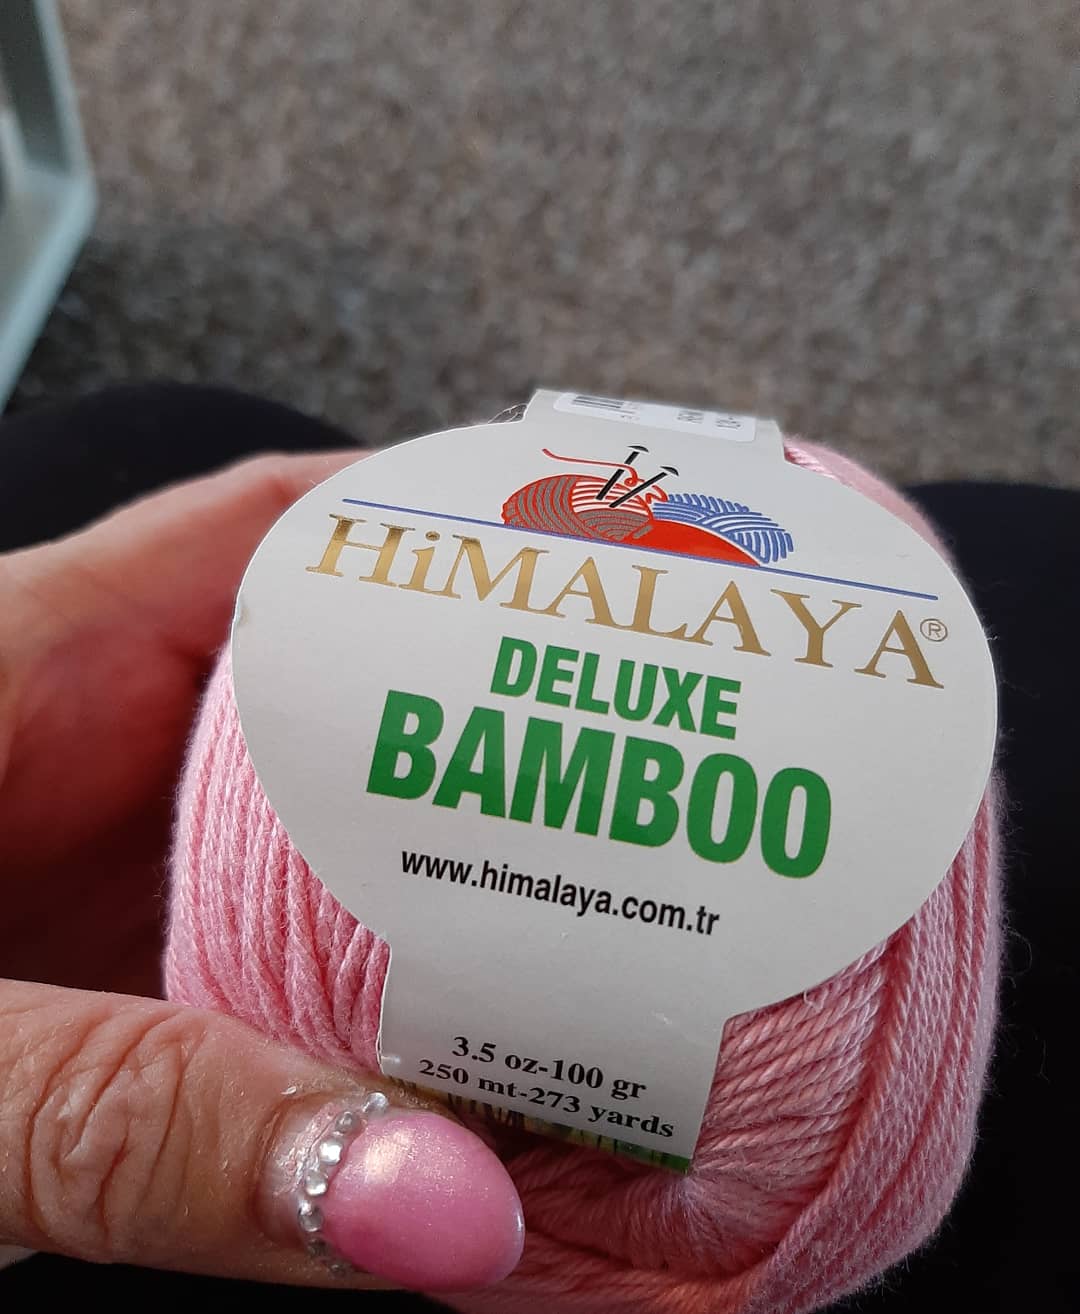 HiMALAYA®
DELUXE
BAMBOO
www.himalaya.com.tr
3.5 oz-100 gr
250 mt-273 yards